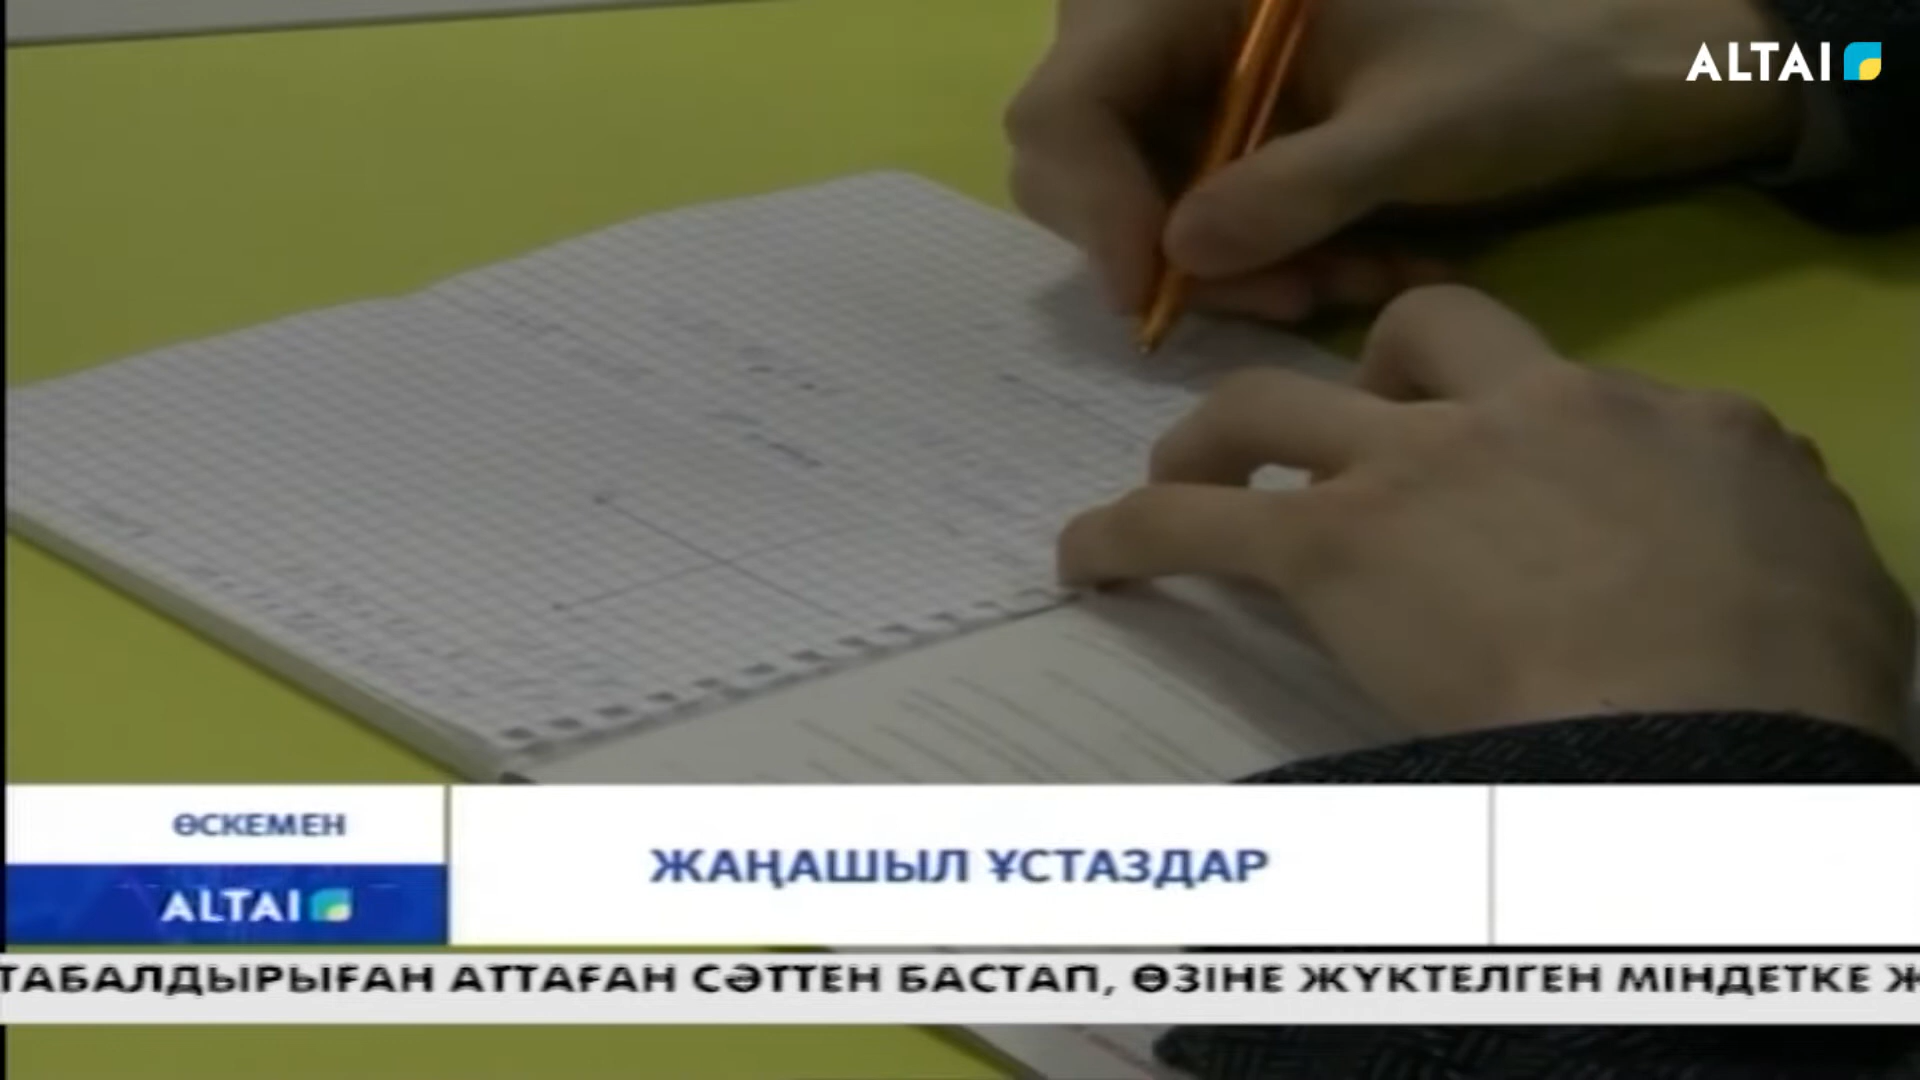 ALTAI
ӨСКЕМЕН
ЖАҢАШЫЛ ҰСТАЗДАР
ALTAI
ТАБАЛДЫРЫҒАН АТТАҒАН СӘТТЕН БАСТАП, ӨЗІНЕ ЖҮКТЕЛГЕН МІНДЕТКЕ Ж